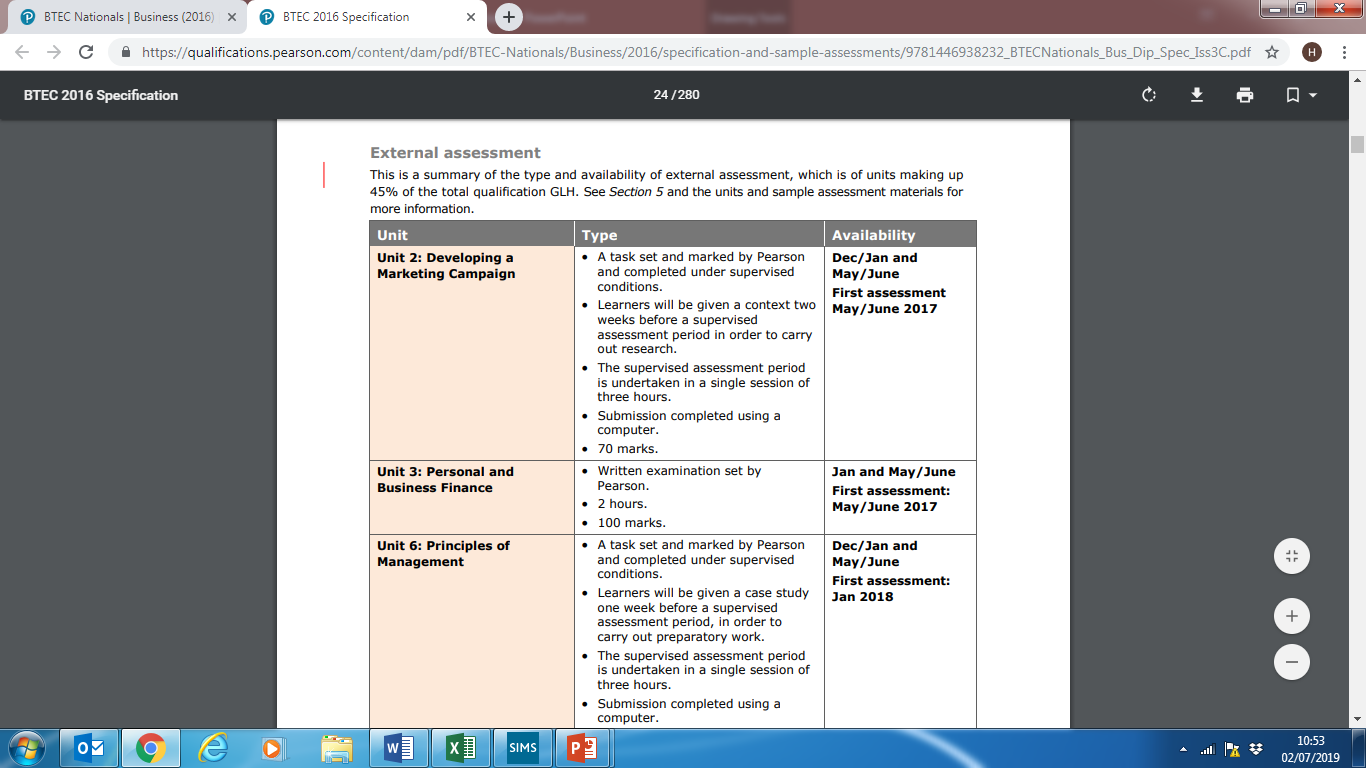 BTEC Nationals | Business (2016)
BTEC 2016 Specification
https://qualifications.pearson.com/content/dam/pdf/BTEC-Nationals/Business/2016/specification-and-sample-assessments/9781446938232_BTECNationals_Bus_Dip_Spec_Iss3C.pdf
H
BTEC 2016 Specification
24 / 280
External assessment
This is a summary of the type and availability of external assessment, which is of units making up
45% of the total qualification GLH. See Section 5 and the units and sample assessment materials for
more information.
Unit
Type
Availability
Unit 2: Developing a
Marketing Campaign
• A task set and marked by Pearson
and completed under supervised
conditions.
• Learners will be given a context two
weeks before a supervised
assessment period in order to carry
out research.
• The supervised assessment period
is undertaken in a single session of
three hours.
• Submission completed using a
computer.
• 70 marks.
Dec/Jan and
May/June
First assessment
May/June 2017
Unit 3: Personal and
Business Finance
• Written examination set by
Pearson.
• 2 hours.
• 100 marks.
Jan and May/June
First assessment:
May/June 2017
Unit 6: Principles of
Management
• A task set and marked by Pearson
and completed under supervised
conditions.
• Learners will be given a case study
one week before a supervised
assessment period, in order to
carry out preparatory work.
• The supervised assessment period
is undertaken in a single session of
three hours.
• Submission completed using a
computer.
Dec/Jan and
May/June
First assessment:
Jan 2018
SIMS
10:53
02/07/2019